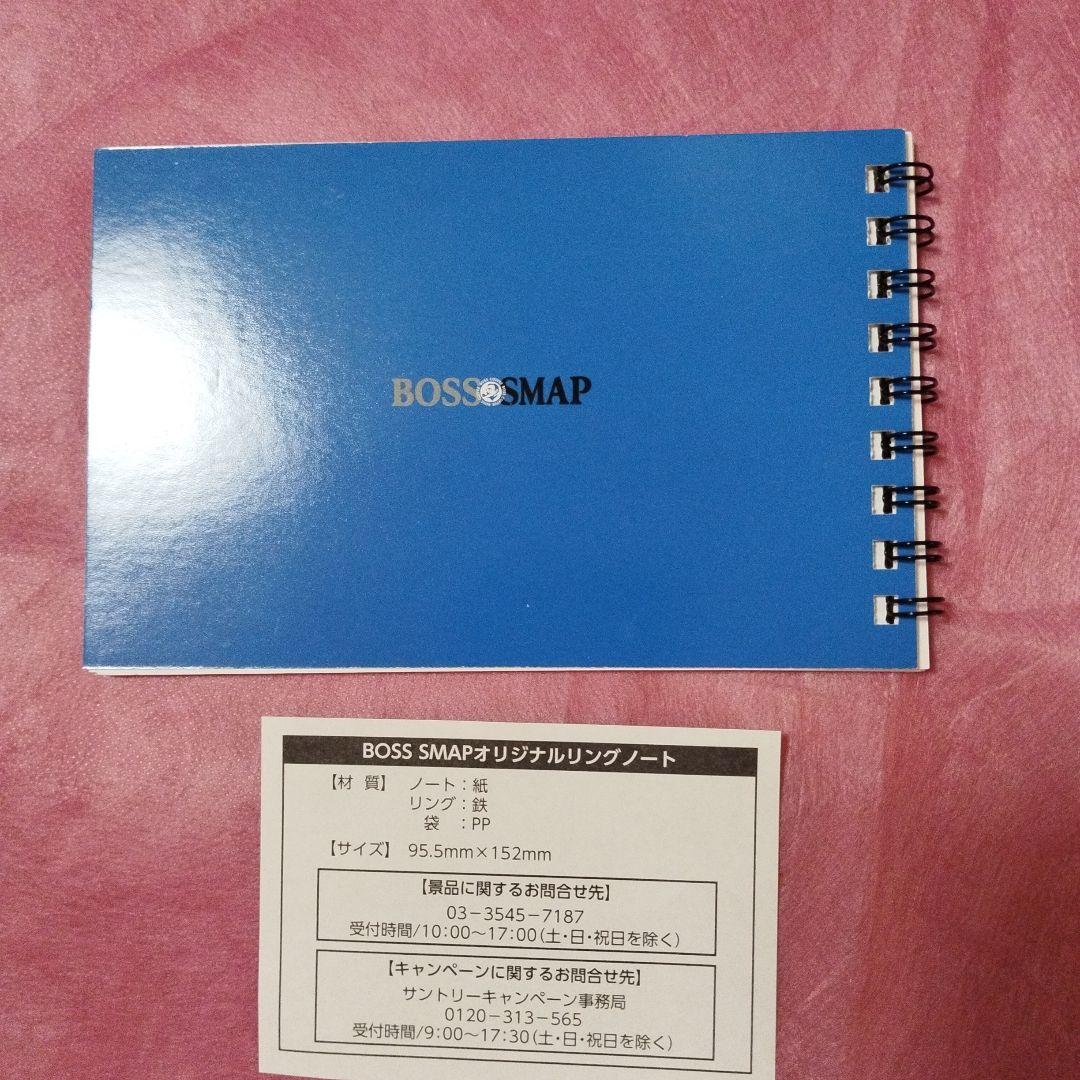 BOSS SMAP
BOSS SMAPオリジナルリングノート
【材 質】 ノート：紙
リング：鉄
袋 ：PP
【サイズ】 95.5mm×152mm
【景品に関するお問合せ先】
03−3545−7187
受付時間/10：00〜17：00（土・日・祝日を除く）
【キャンペーンに関するお問合せ先】
サントリーキャンペーン事務局
0120−313−565
受付時間/9：00〜17：30（土・日・祝日を除く）